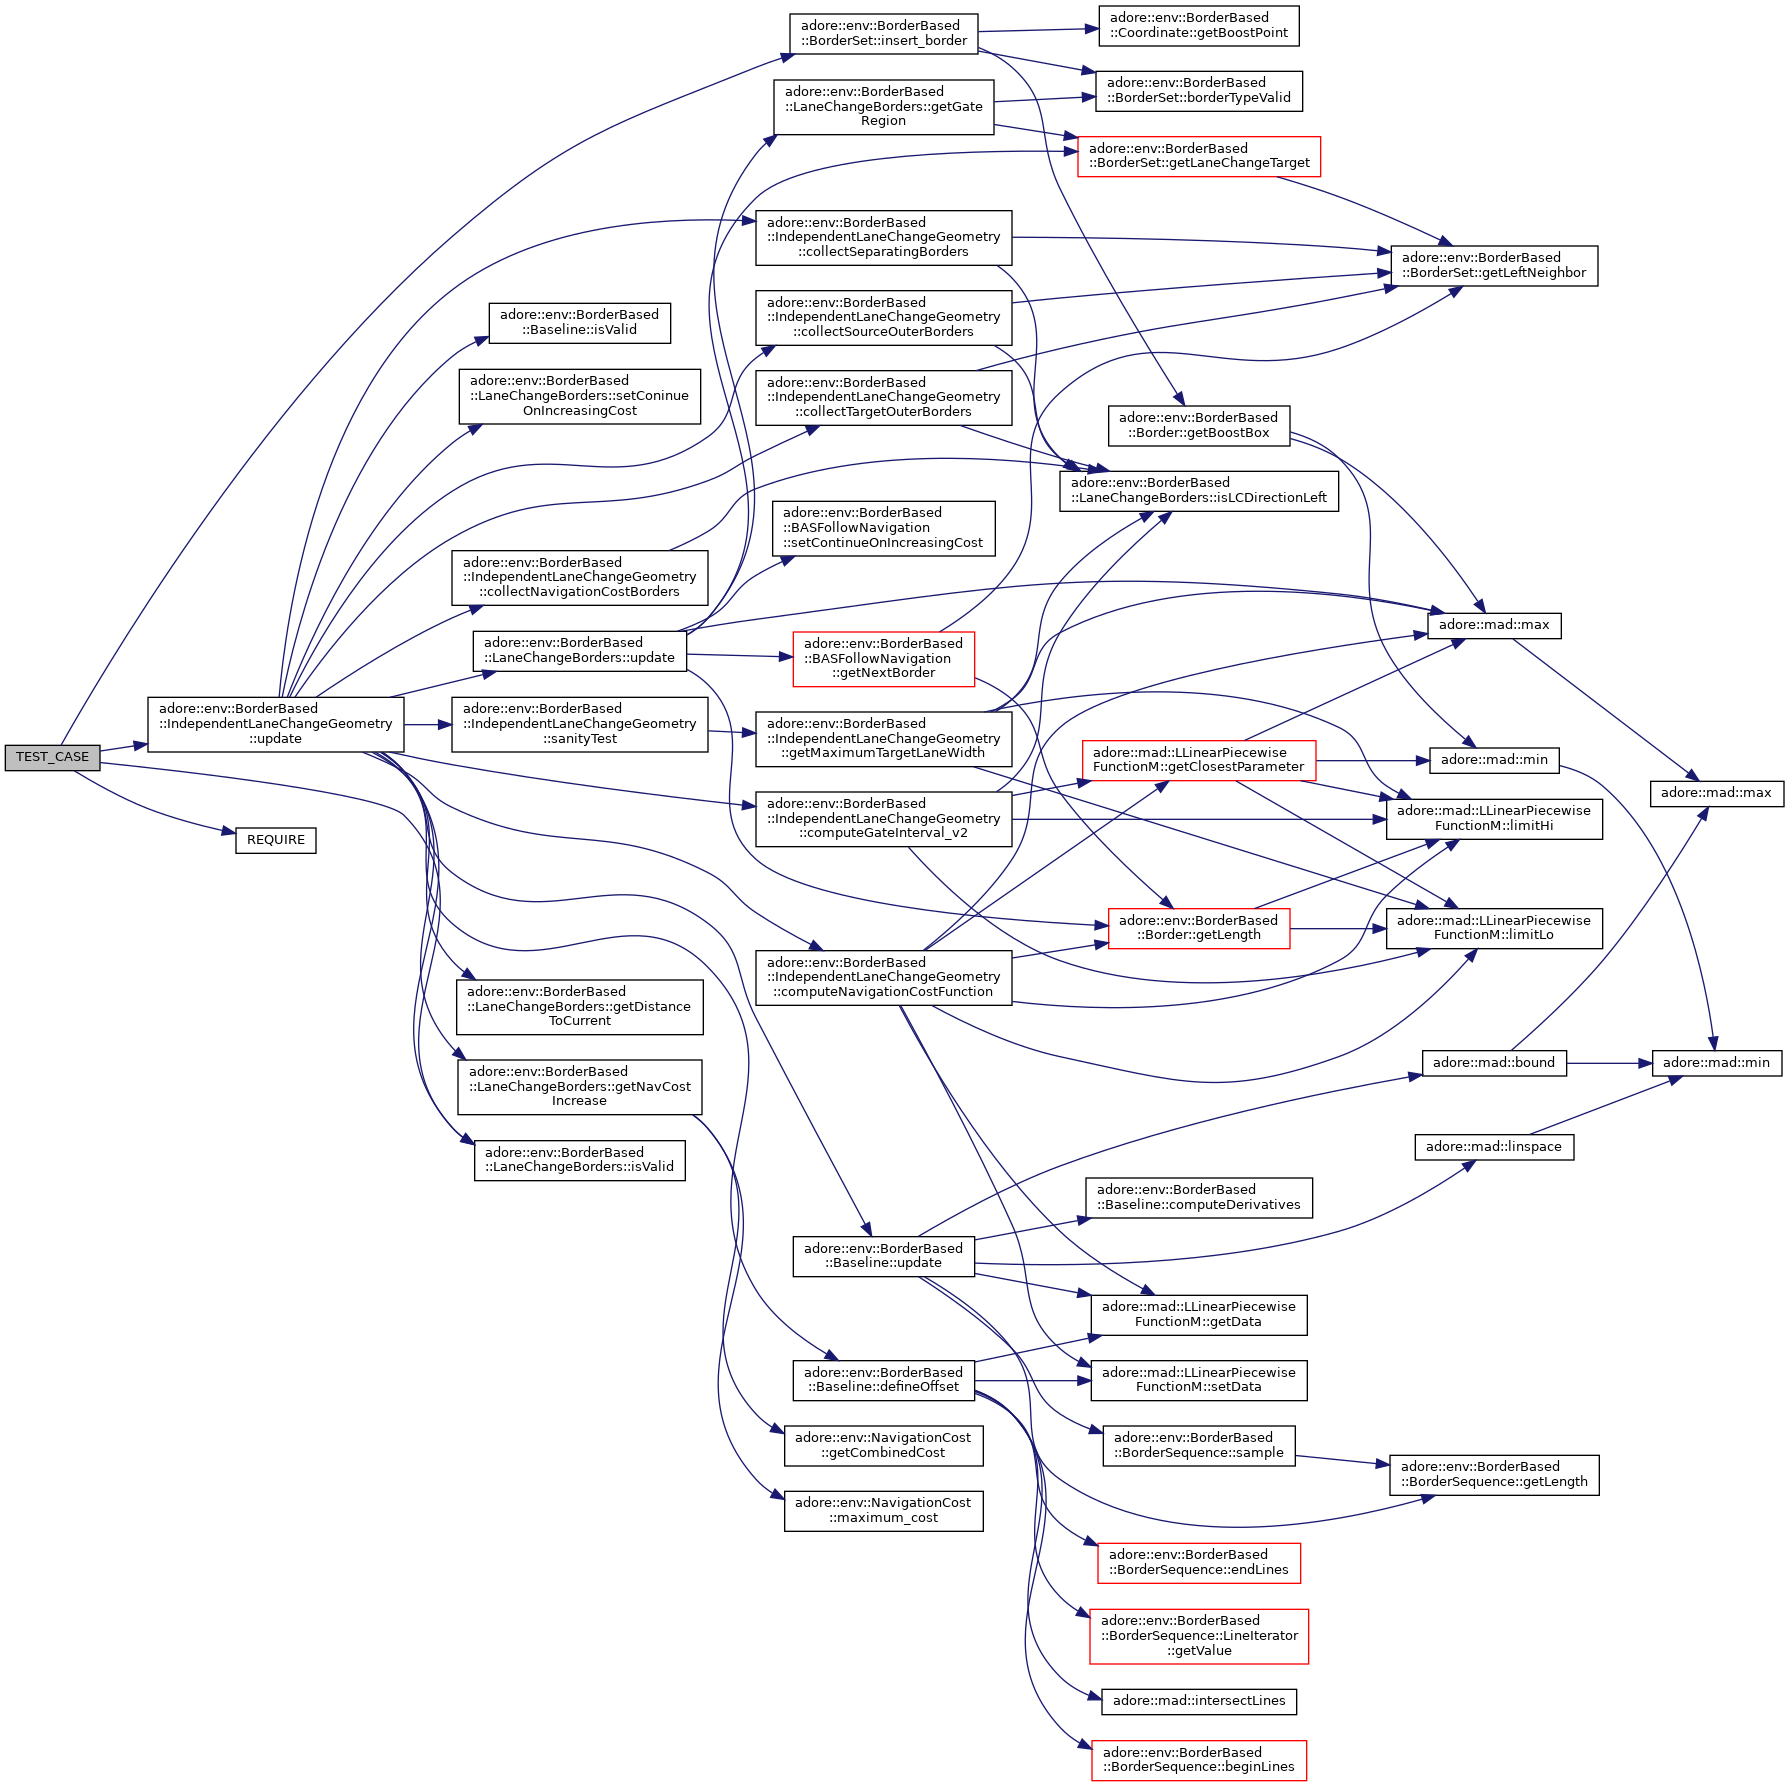 TEST_CASE
adore::env::BorderBased
::IndependentLaneChangeGeometry
::update
REQUIRE
adore::env::BorderBased
::Baseline::isValid
adore::env::BorderBased
::LaneChangeBorders::setConinue
OnIncreasingCost
adore::env::BorderBased
::IndependentLaneChangeGeometry
::collectNavigationCostBorders
adore::env::BorderBased
::LaneChangeBorders::update
adore::env::BorderBased
::IndependentLaneChangeGeometry
::sanityTest
adore::env::BorderBased
::LaneChangeBorders::getDistance
ToCurrent
adore::env::BorderBased
::LaneChangeBorders::getNavCost
Increase
adore::env::BorderBased
::LaneChangeBorders::isValid
adore::env::BorderBased
::BorderSet::insert_border
adore::env::BorderBased
::LaneChangeBorders::getGate
Region
adore::env::BorderBased
::IndependentLaneChangeGeometry
::collectSeparatingBorders
adore::env::BorderBased
::IndependentLaneChangeGeometry
::collectSourceOuterBorders
adore::env::BorderBased
::IndependentLaneChangeGeometry
::collectTargetOuterBorders
adore::env::BorderBased
::BASFollowNavigation
::setContinueOnIncreasingCost
adore::env::BorderBased
::BASFollowNavigation
::getNextBorder
adore::env::BorderBased
::IndependentLaneChangeGeometry
::getMaximumTargetLaneWidth
adore::env::BorderBased
::IndependentLaneChangeGeometry
::computeGateInterval_v2
adore::env::BorderBased
::IndependentLaneChangeGeometry
::computeNavigationCostFunction
adore::env::BorderBased
::Baseline::update
adore::env::BorderBased
::Baseline::defineOffset
adore::env::NavigationCost
::getCombinedCost
adore::env::NavigationCost
::maximum_cost
adore::env::BorderBased
::Coordinate::getBoostPoint
adore::env::BorderBased
::BorderSet::borderTypeValid
adore::env::BorderBased
::BorderSet::getLaneChangeTarget
adore::env::BorderBased
::Border::getBoostBox
adore::env::BorderBased
::LaneChangeBorders::isLCDirectionLeft
adore::mad::LLinearPiecewise
FunctionM::getClosestParameter
adore::env::BorderBased
::Border::getLength
adore::env::BorderBased
::Baseline::computeDerivatives
adore::mad::LLinearPiecewise
FunctionM::getData
adore::mad::LLinearPiecewise
FunctionM::setData
adore::env::BorderBased
::BorderSequence::sample
adore::env::BorderBased
::BorderSequence::endLines
adore::env::BorderBased
::BorderSequence::LineIterator
::getValue
adore::mad::intersectLines
adore::env::BorderBased
::BorderSequence::beginLines
adore::env::BorderBased
::BorderSet::getLeftNeighbor
adore::mad::max
adore::mad::min
adore::mad::LLinearPiecewise
FunctionM::limitHi
adore::mad::LLinearPiecewise
FunctionM::limitLo
adore::mad::bound
adore::mad::linspace
adore::env::BorderBased
::BorderSequence::getLength
adore::mad::max
adore::mad::min